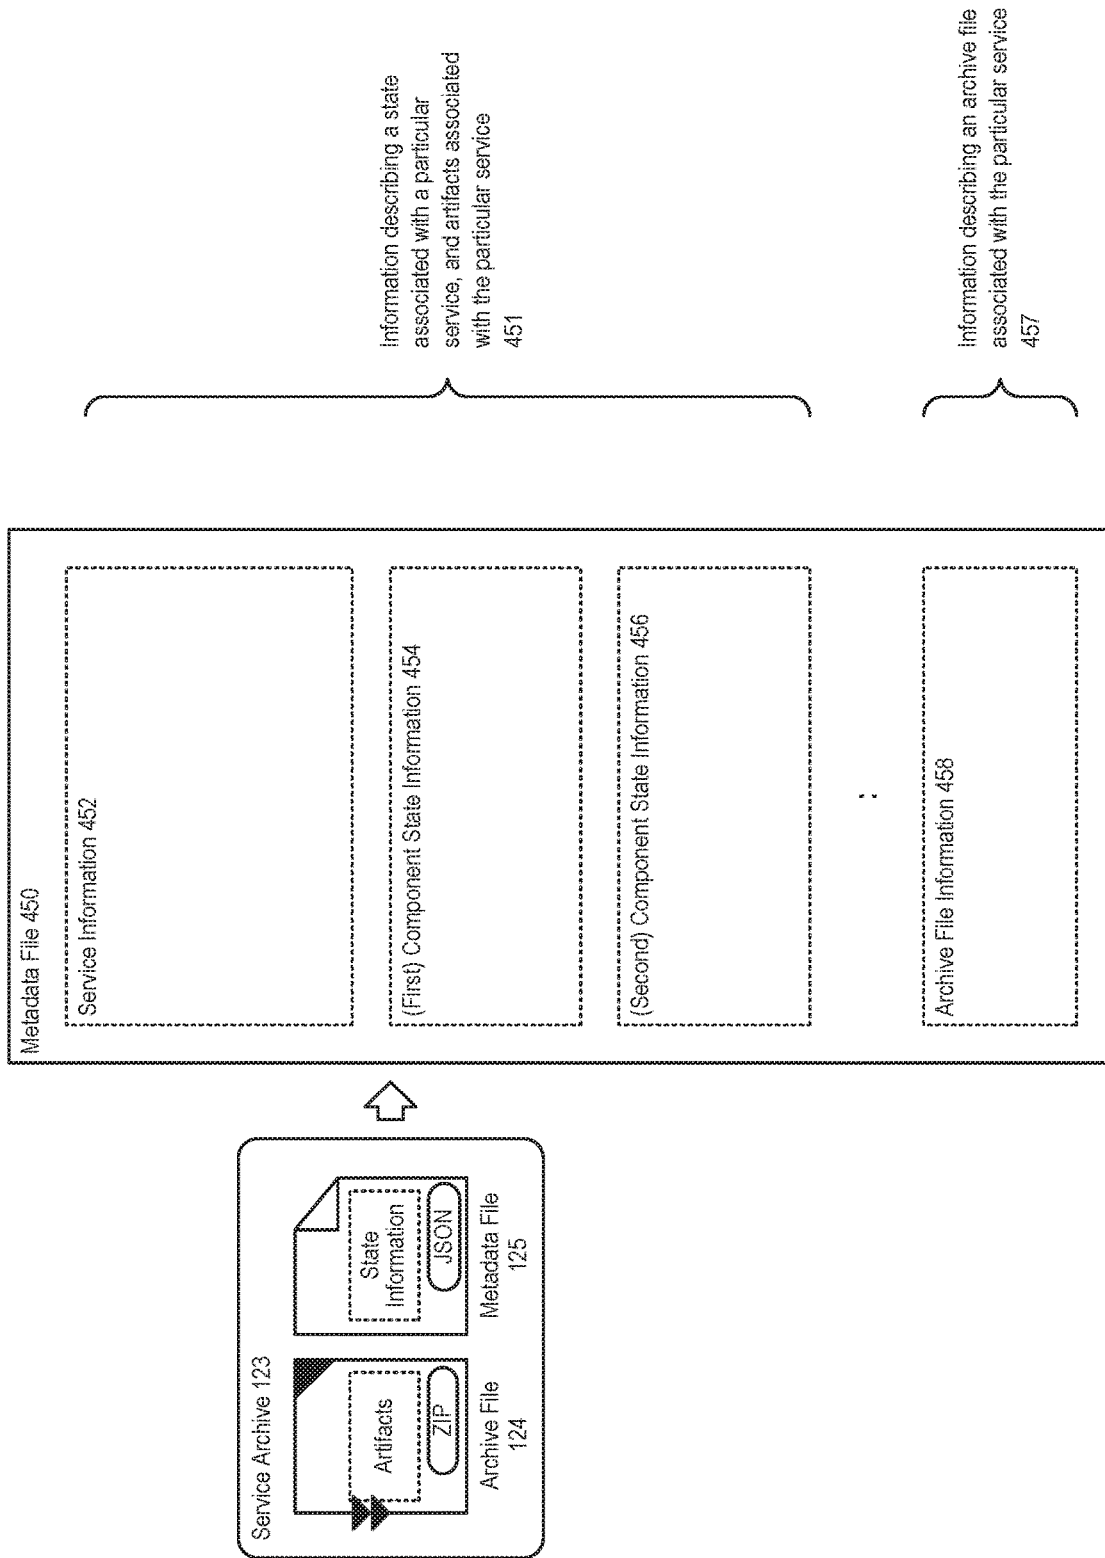 Service Archive 123
Artifacts
ZIP
Archive File
124
State
Information
JSON
Metadata File
125
Metadata File 450
Service Information 452
(First) Component State Information 454
(Second) Component State Information 456
:
Archive File Information 458
Information describing a state
associated with a particular
service, and artifacts associated
with the particular service
451
Information describing an archive file
associated with the particular service
457